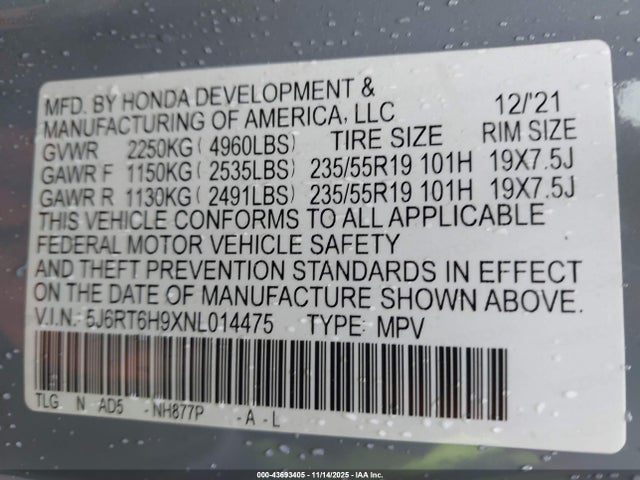 MFD. BY HONDA DEVELOPMENT &
MANUFACTURING OF AMERICA, LLC 12/'21
GVWR 2250KG ( 4960LBS) TIRE SIZE RIM SIZE
GAWR F 1150KG ( 2535LBS) 235/55R19 101H 19X7.5J
GAWR R 1130KG ( 2491LBS) 235/55R19 101H 19X7.5J
THIS VEHICLE CONFORMS TO ALL APPLICABLE
FEDERAL MOTOR VEHICLE SAFETY
AND THEFT PREVENTION STANDARDS IN EFFECT
ON THE DATE OF MANUFACTURE SHOWN ABOVE.
V.I.N. 5J6RT6H9XNL014475 TYPE: MPV
TLG N AD5 - NH877P - A - L
000-43693405 - 11/14/2025 - IAA Inc.